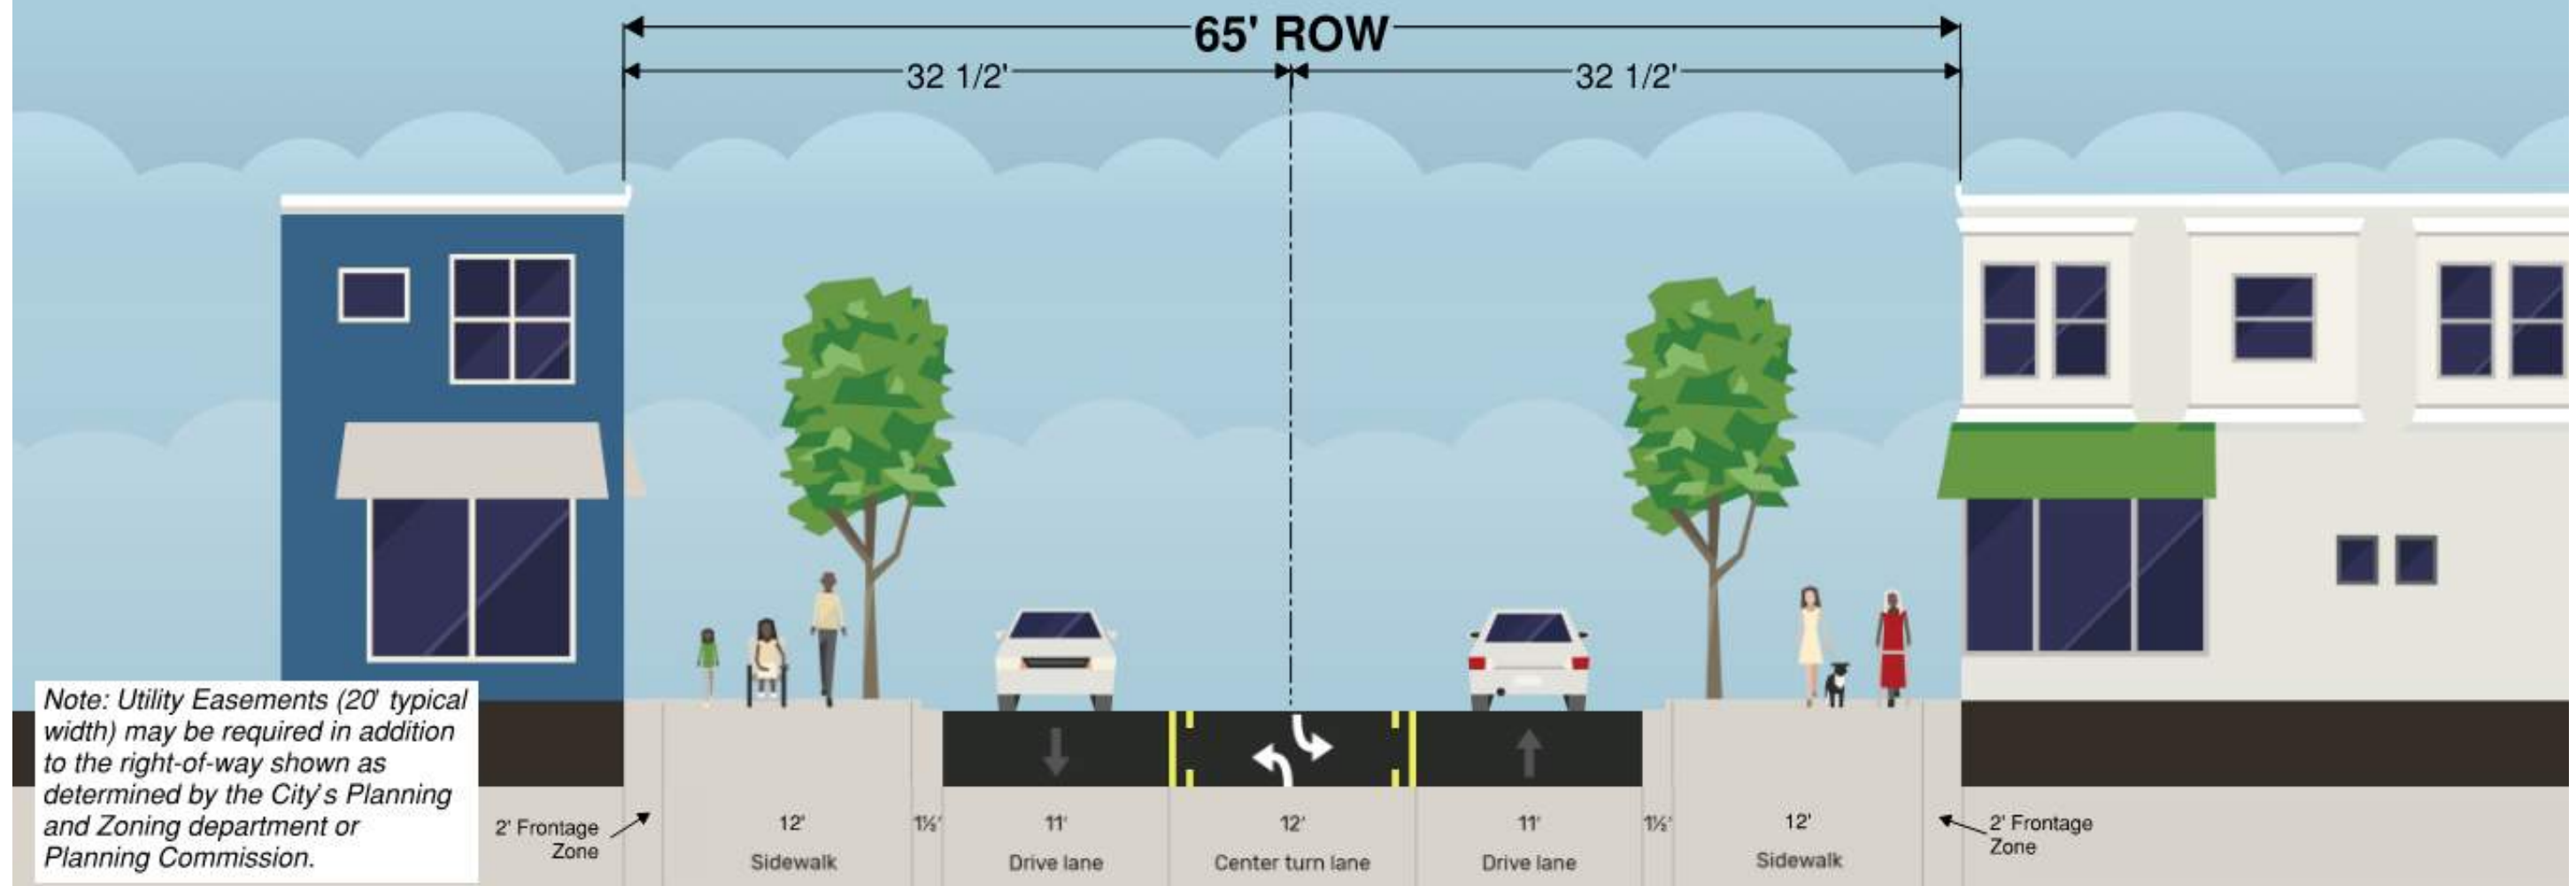 65' ROW
32 1/2'
32 1/2'
Note: Utility Easements (20' typical
width) may be required in addition
to the right-of-way shown as
determined by the City's Planning
and Zoning department or
Planning Commission.
2' Frontage
Zone
12'
Sidewalk
1½'
11'
Drive lane
12'
Center turn lane
11'
Drive lane
1½'
12'
Sidewalk
2' Frontage
Zone